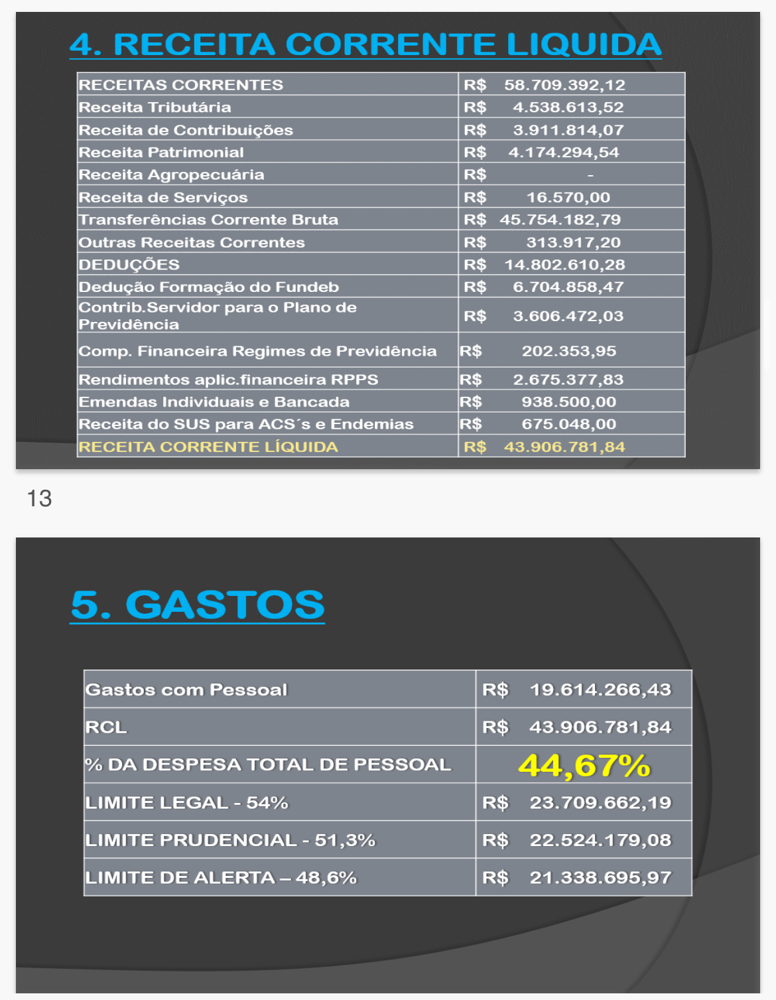 4. RECEITA CORRENTE LIQUIDA
RECEITAS CORRENTES R$ 58.709.392,12
Receita Tributária R$ 4.538.613,52
Receita de Contribuições R$ 3.911.814,07
Receita Patrimonial R$ 4.174.294,54
Receita Agropecuária R$ -
Receita de Serviços R$ 16.570,00
Transferências Corrente Bruta R$ 45.754.182,79
Outras Receitas Correntes R$ 313.917,20
DEDUÇÕES R$ 14.802.610,28
Dedução Formação do Fundeb R$ 6.704.858,47
Contrib.Servidor para o Plano de
Previdência R$ 3.606.472,03
Comp. Financeira Regimes de Previdência R$ 202.353,95
Rendimentos aplic.financeira RPPS R$ 2.675.377,83
Emendas Individuais e Bancada R$ 938.500,00
Receita do SUS para ACS´s e Endemias R$ 675.048,00
RECEITA CORRENTE LÍQUIDA R$ 43.906.781,84
13
5. GASTOS
Gastos com Pessoal R$ 19.614.266,43
RCL R$ 43.906.781,84
% DA DESPESA TOTAL DE PESSOAL 44,67%
LIMITE LEGAL - 54% R$ 23.709.662,19
LIMITE PRUDENCIAL - 51,3% R$ 22.524.179,08
LIMITE DE ALERTA – 48,6% R$ 21.338.695,97